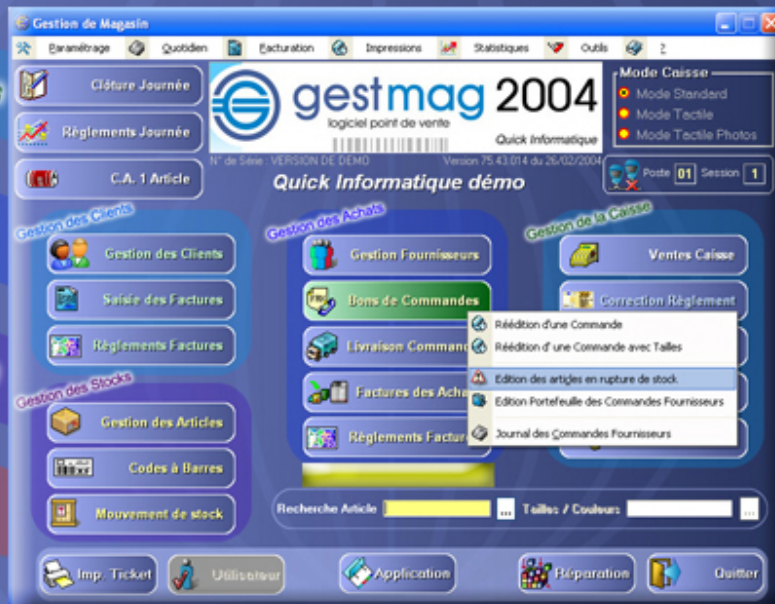 Gestion de Magasin
Paramétrage Quotidien Facturation Impressions Statistiques Outils ?
Clôture Journée
Règlements Journée
C.A. 1 Article
gestmag 2004
logiciel point de vente
Quick Informatique
Mode Caisse
Mode Standard
Mode Tactile
Mode Tactile Photos
N° de Série : VERSION DE DEMO Version 75.43.014 du 26/02/2004
Quick Informatique démo
Poste 01 Session 1
Gestion des Clients
Gestion des Clients
Saisie des Factures
Règlements Factures
Gestion des Achats
Gestion Fournisseurs
Bons de Commandes
Livraison Command
Factures des Acha
Règlements Factur
Gestion de la Caisse
Ventes Caisse
Correction Règlement
Réédition d'une Commande
Réédition d' une Commande avec Tailles
Edition des articles en rupture de stock
Edition Portefeuille des Commandes Fournisseurs
Journal des Commandes Fournisseurs
Gestion des Stocks
Gestion des Articles
Codes à Barres
Mouvement de stock
Recherche Article ... Tailles / Couleurs ...
Imp. Ticket Utilisateur Application Réparation Quitter